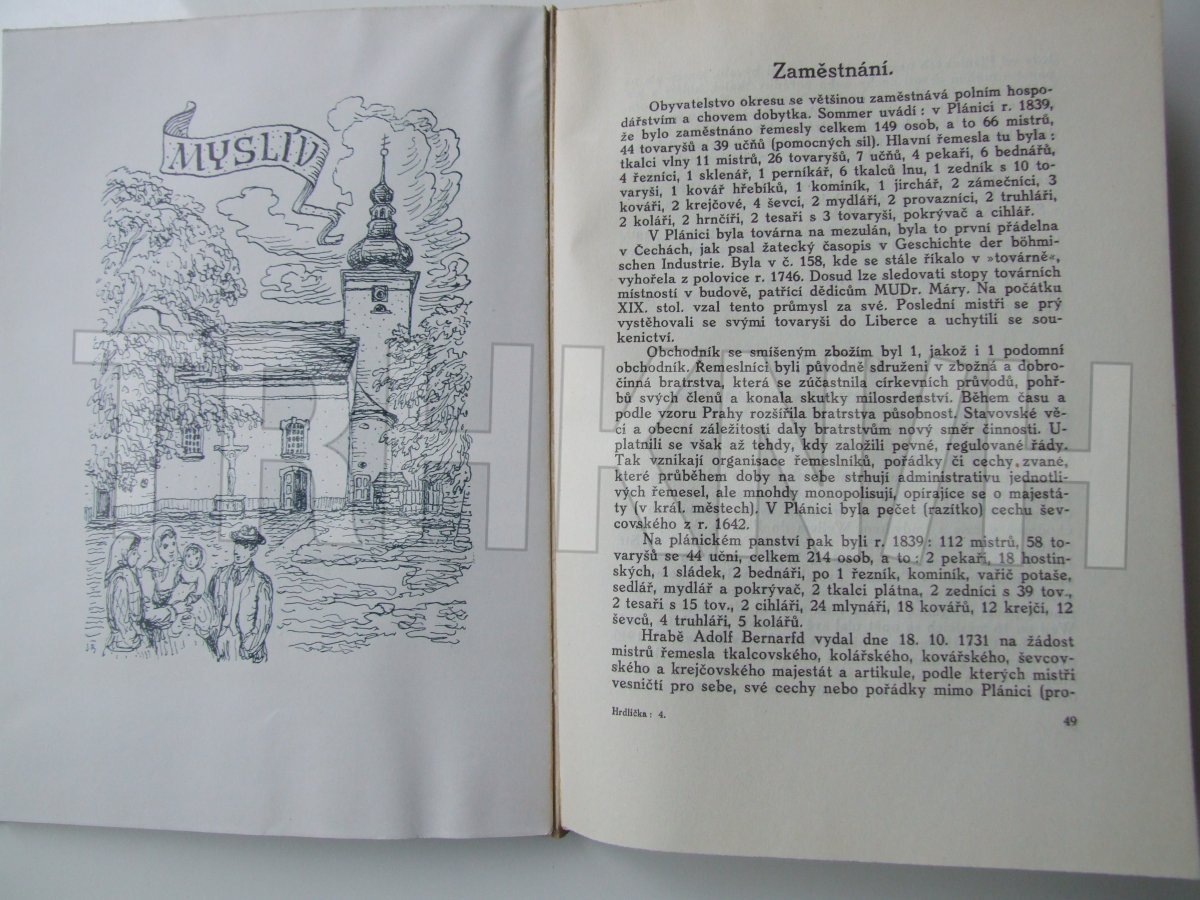 MYSLIV
Zaměstnání.
Obyvatelstvo okresu se většinou zaměstnává polním hospo-
dářstvím a chovem dobytka. Sommer uvádí: v Plánici r. 1839,
že bylo zaměstnáno řemesly celkem 149 osob, a to 66 mistrů,
44 tovaryšů a 39 učňů (pomocných sil). Hlavní řemesla tu byla:
tkalci vlny 11 mistrů, 26 tovaryšů, 7 učňů, 4 pekaři, 6 bednářů,
4 řezníci, 1 sklenář, 1 perníkář, 6 tkalců lnu, 1 zedník s 10 to-
varyši, 1 kovář hřebíků, 1 kominík, 1 jirchář, 2 zámečníci, 3
kováři, 2 krejčové, 4 ševci, 2 mydláři, 2 provazníci, 2 truhláři,
2 koláři, 2 hrnčíři, 2 tesaři s 3 tovaryši, pokrývač a cihlář.
V Plánici byla továrna na mezulán, byla to první přádelna
v Čechách, jak psal žatecký časopis v Geschichte der böhmi-
schen Industrie. Byla v č. 158, kde se stále říkalo v »továrně«,
vyhořela z polovice r. 1746. Dosud lze sledovati stopy továrních
místností v budově, patřící dědicům MUDr. Máry. Na počátku
XIX. stol. vzal tento průmysl za své. Poslední mistři se prý
vystěhovali se svými tovaryši do Liberce a uchytili se sou-
kenictví.
Obchodník se smíšeným zbožím byl 1, jakož i 1 podomní
obchodník. Řemeslníci byli původně sdruženi v zbožná a dobro-
činná bratrstva, která se zúčastnila církevních průvodů, pohř-
bů svých členů a konala skutky milosrdenství. Během času a
podle vzoru Prahy rozšířila bratrstva působnost. Stavovské vě-
ci a obecní záležitosti daly bratrstvům nový směr činnosti. U-
platnili se však až tehdy, kdy založili pevné, regulované řády.
Tak vznikají organisace řemeslníků, pořádky či cechy zvané,
které průběhem doby na sebe strhují administrativu jednotli-
vých řemesel, ale mnohdy monopolisují, opírajíce se o majestá-
ty (v král. městech). V Plánici byla pečeť (razítko) cechu šev-
covského z r. 1642.
Na plánickém panství pak byli r. 1839: 112 mistrů, 58 to-
varyšů se 44 učni, celkem 214 osob, a to: 2 pekaři, 18 hostin-
ských, 1 sládek, 2 bednáři, po 1 řezník, kominík, vařič potaše,
sedlář, mydlář a pokrývač, 2 tkalci plátna, 2 zedníci s 39 tov.,
2 tesaři s 15 tov., 2 cihláři, 24 mlynáři, 18 kovářů, 12 krejčí, 12
ševců, 4 truhláři, 5 kolářů.
Hrabě Adolf Bernarfd vydal dne 18. 10. 1731 na žádost
mistrů řemesla tkalcovského, kolářského, kovářského, ševcov-
ského a krejčovského majestát a artikule, podle kterých mistři
vesničtí pro sebe, své cechy nebo pořádky mimo Plánici (pro-
Hrdlička: 4.
49